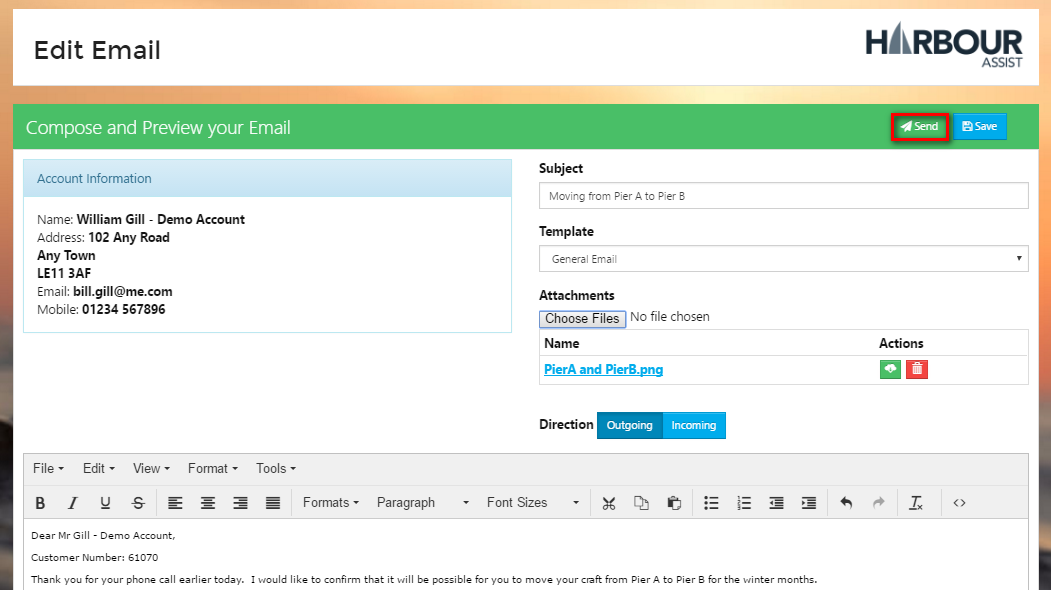 Edit Email
HARBOUR
ASSIST
Compose and Preview your Email
Send
Save
Account Information
Name: William Gill - Demo Account
Address: 102 Any Road
Any Town
LE11 3AF
Email: bill.gill@me.com
Mobile: 01234 567896
Subject
Moving from Pier A to Pier B
Template
General Email
Attachments
Choose Files No file chosen
Name Actions
PierA and PierB.png
Direction Outgoing Incoming
File Edit View Format Tools
B I U S Formats Paragraph Font Sizes
Dear Mr Gill - Demo Account,
Customer Number: 61070
Thank you for your phone call earlier today. I would like to confirm that it will be possible for you to move your craft from Pier A to Pier B for the winter months.